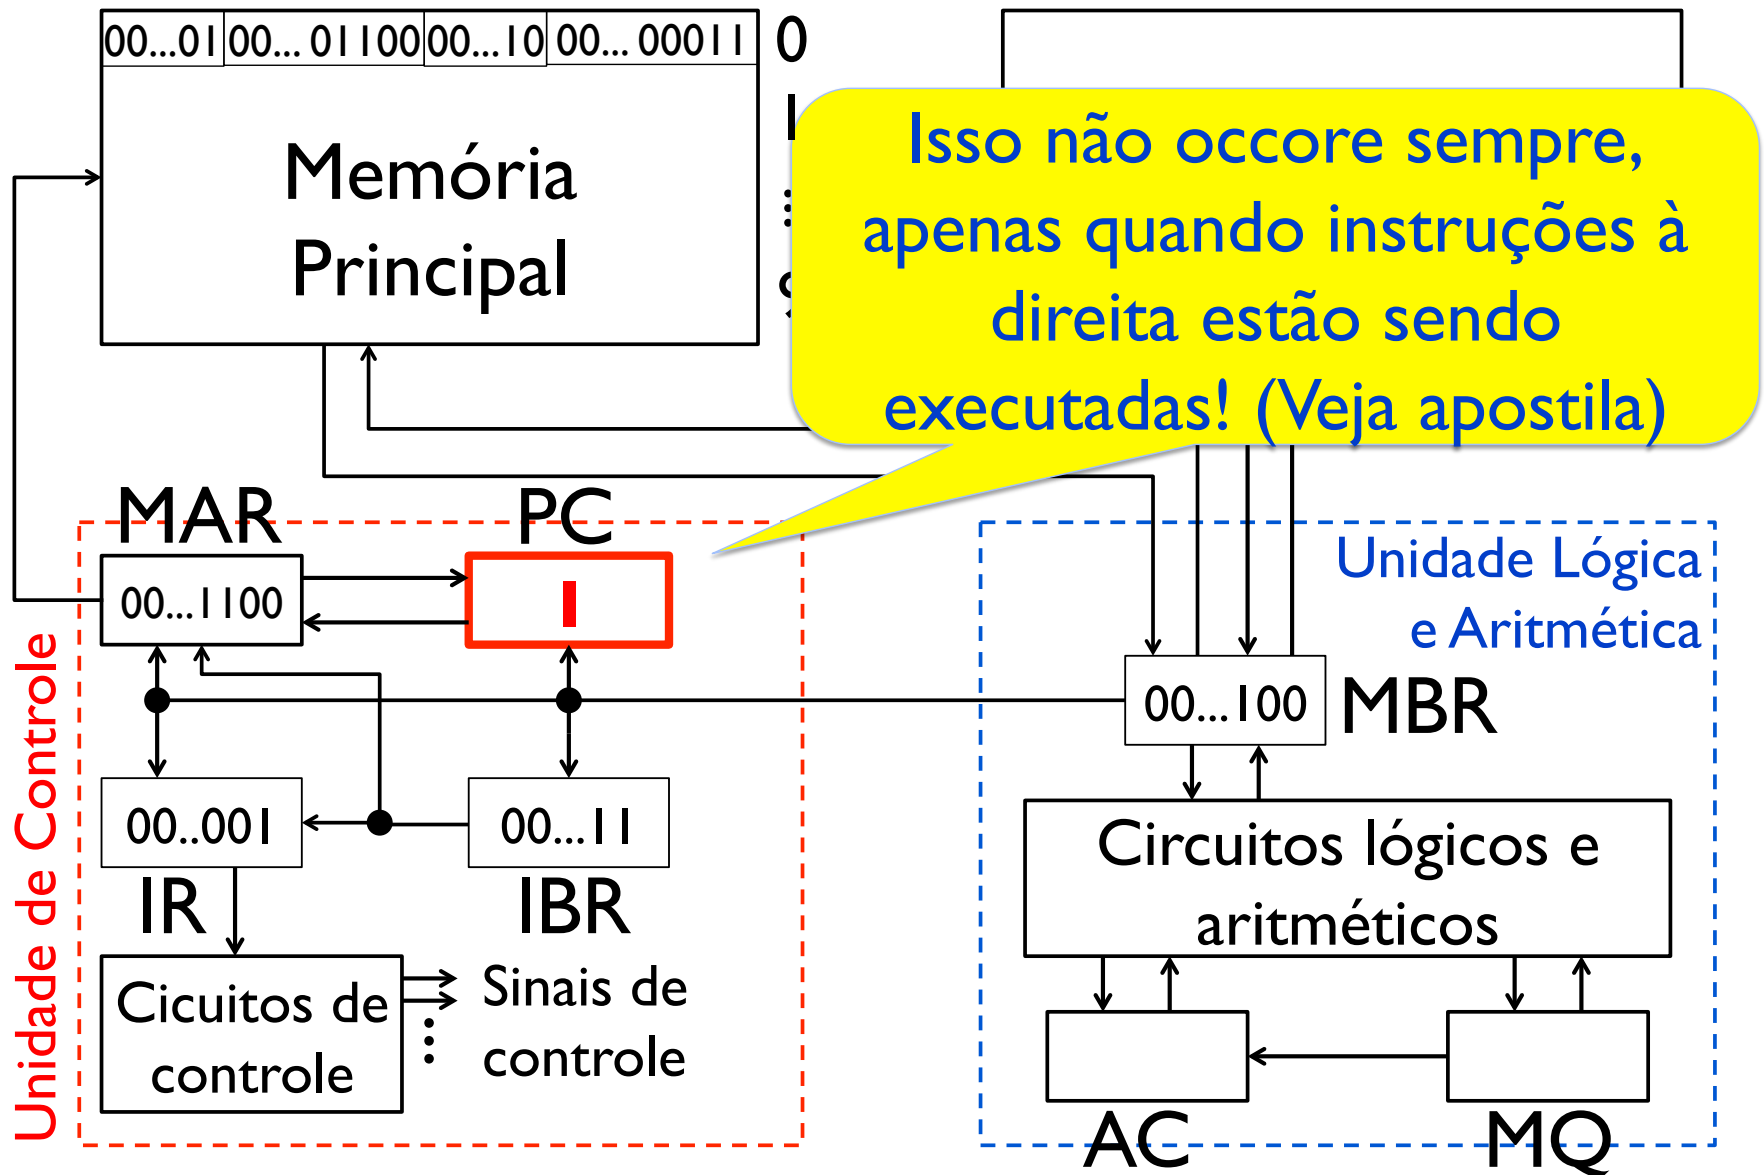 00...01 00... 01100 00...10 00... 00011 0
1
Memória
Principal
Isso não occore sempre,
apenas quando instruções à
direita estão sendo
executadas! (Veja apostila)
MAR
PC
00...1100
1
Unidade de Controle
Unidade Lógica
e Aritmética
00...100
MBR
00..001
00...11
IR
IBR
Circuitos lógicos e
aritméticos
Cicuitos de
controle
Sinais de
controle
AC
MQ